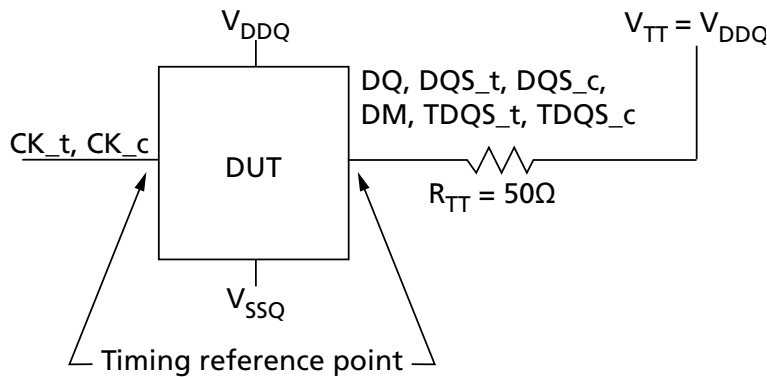 V_DDQ
V_TT = V_DDQ
DQ, DQS_t, DQS_c,
DM, TDQS_t, TDQS_c
CK_t, CK_c
DUT
R_TT = 50Ω
V_SSQ
Timing reference point